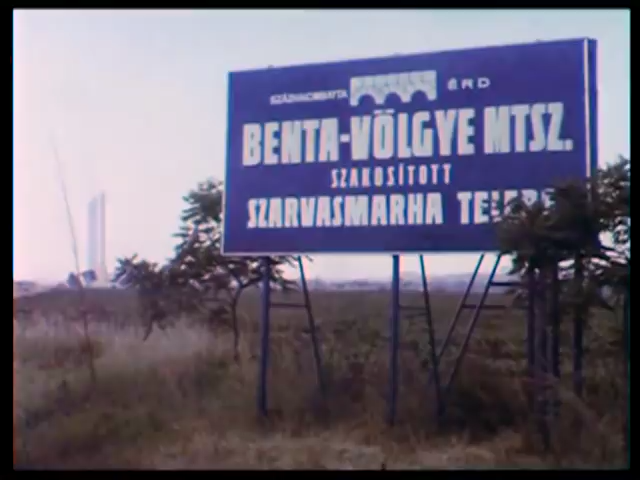 SZÁZHALOMBATTA ÉRD
BENTA-VÖLGYE MTSZ.
SZAKOSÍTOTT
SZARVASMARHA